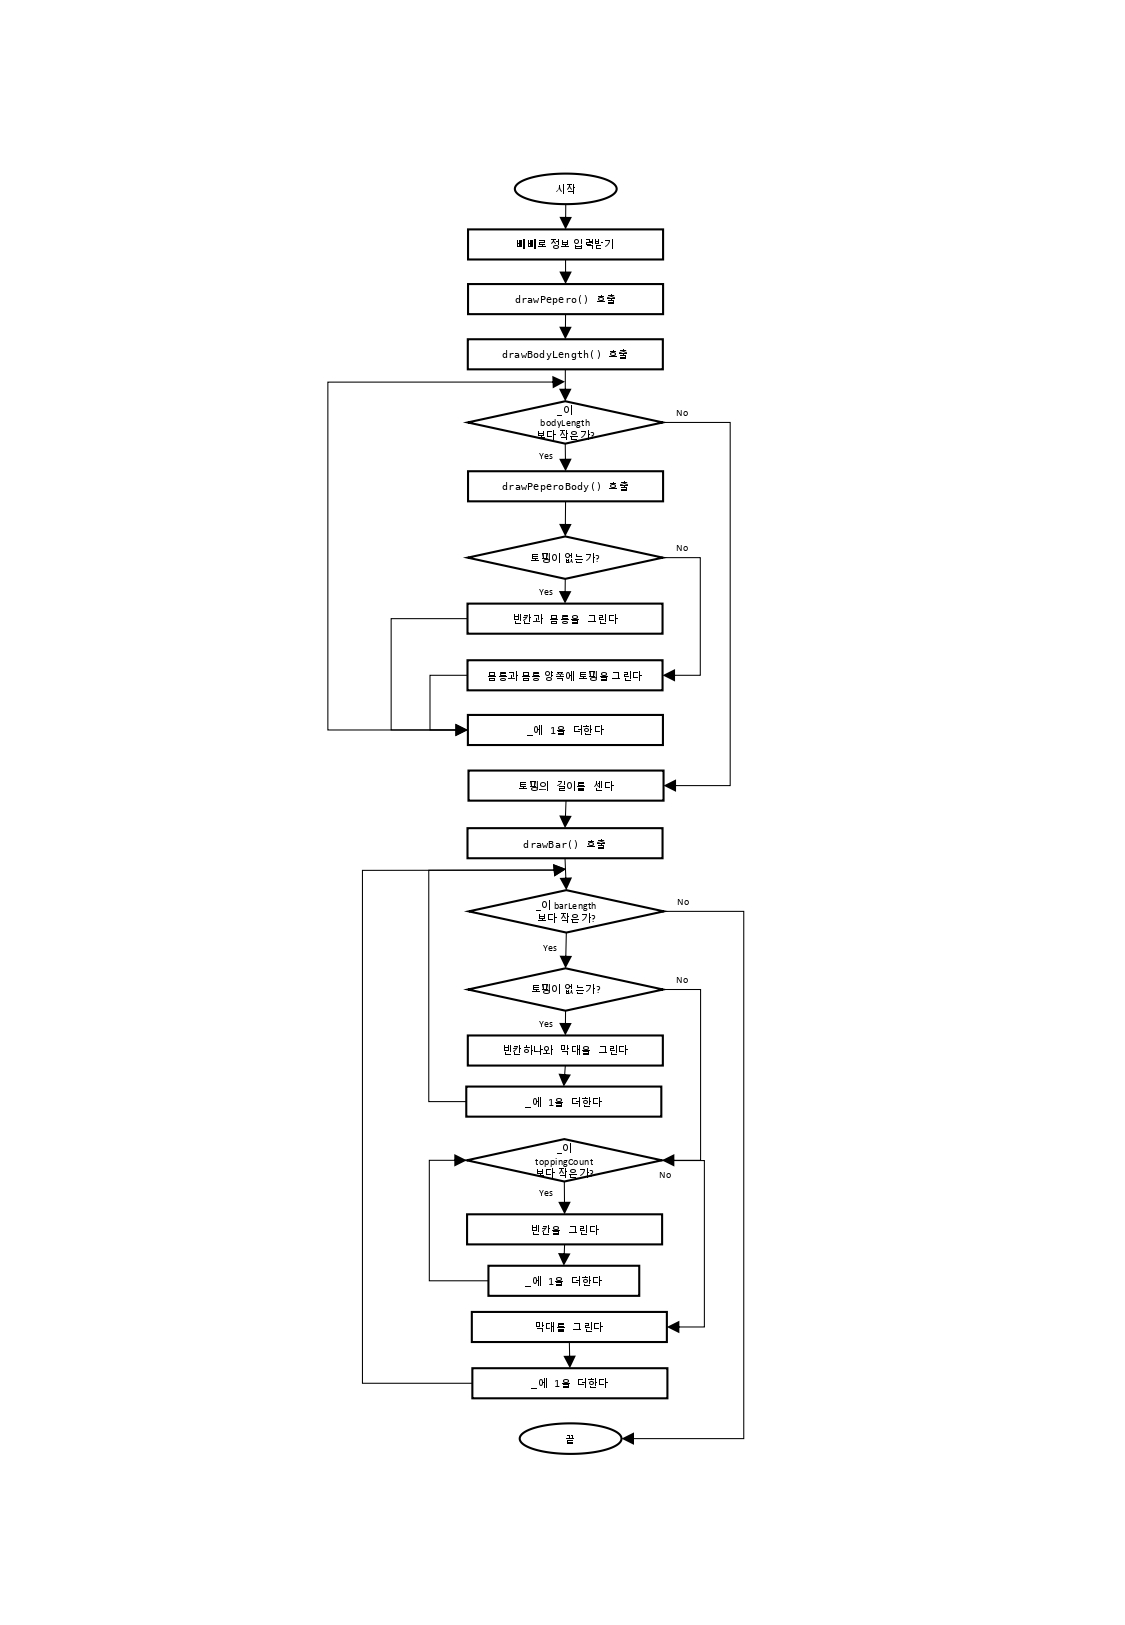 시작
빼빼로 정보 입력받기
drawPepero() 호출
drawBodyLength() 호출
_이
bodyLength
보다 작은가?
No
Yes
drawPeperoBody() 호출
토핑이 없는가?
No
Yes
빈칸과 몸통을 그린다
몸통과 몸통 양쪽에 토핑을 그린다
_에 1을 더한다
토핑의 길이를 센다
drawBar() 호출
_이 barLength
보다 작은가?
No
Yes
토핑이 없는가?
No
Yes
빈칸하나와 막대을 그린다
_에 1을 더한다
_이
toppingCount
보다 작은가?
No
Yes
빈칸을 그린다
_에 1을 더한다
막대를 그린다
_에 1을 더한다
끝